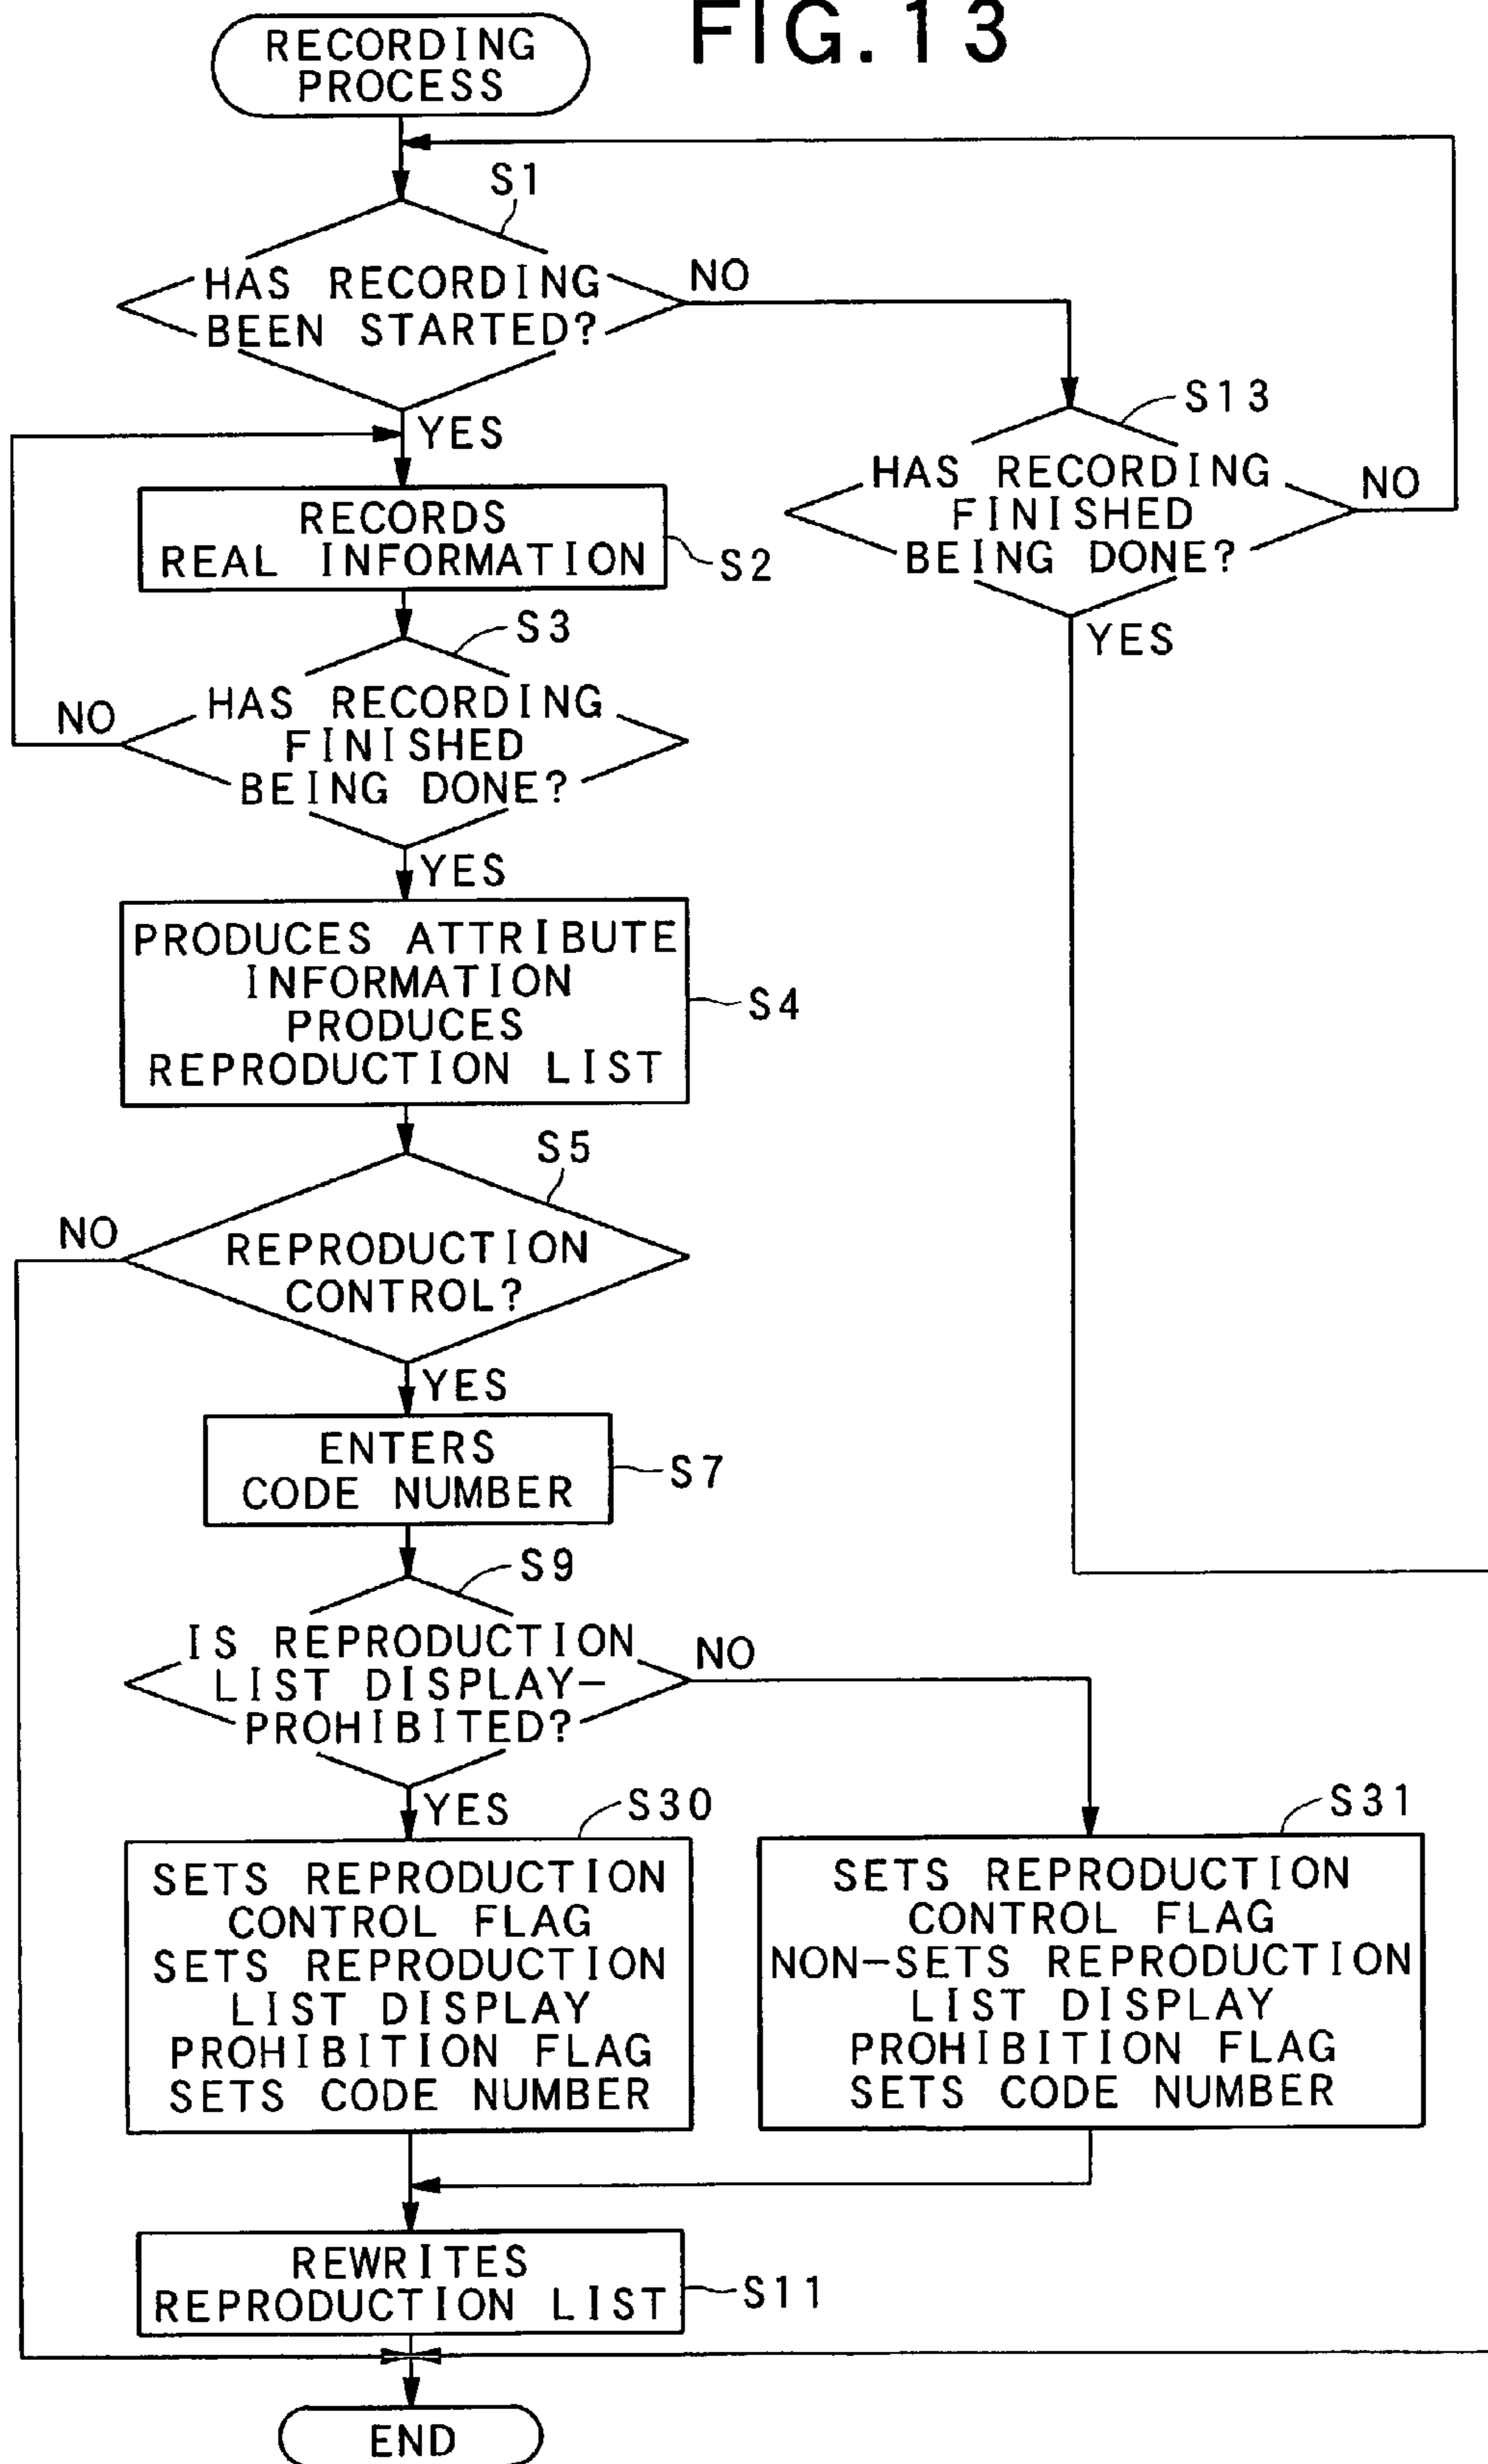 FIG.13
RECORDING
PROCESS
S1
HAS RECORDING
BEEN STARTED?
NO
YES
S13
HAS RECORDING
FINISHED
BEING DONE?
NO
YES
RECORDS
REAL INFORMATION
S2
S3
HAS RECORDING
FINISHED
BEING DONE?
NO
YES
PRODUCES ATTRIBUTE
INFORMATION
PRODUCES
REPRODUCTION LIST
S4
S5
REPRODUCTION
CONTROL?
NO
YES
ENTERS
CODE NUMBER
S7
S9
IS REPRODUCTION
LIST DISPLAY-
PROHIBITED?
NO
YES
S30
SETS REPRODUCTION
CONTROL FLAG
SETS REPRODUCTION
LIST DISPLAY
PROHIBITION FLAG
SETS CODE NUMBER
S31
SETS REPRODUCTION
CONTROL FLAG
NON-SETS REPRODUCTION
LIST DISPLAY
PROHIBITION FLAG
SETS CODE NUMBER
REWRITES
REPRODUCTION LIST
S11
END